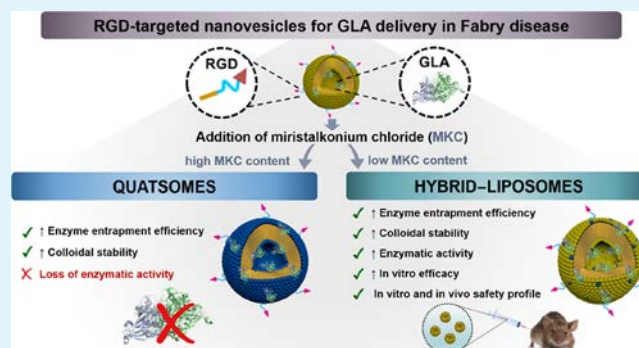 RGD-targeted nanovesicles for GLA delivery in Fabry disease
RGD
GLA
Addition of miristalkonium chloride (MKC)
high MKC content
low MKC content
QUATSOMES
✓ ↑ Enzyme entrapment efficiency
✓ ↑ Colloidal stability
✗ Loss of enzymatic activity
HYBRID–LIPOSOMES
✓ ↑ Enzyme entrapment efficiency
✓ ↑ Colloidal stability
✓ ↑ Enzymatic activity
✓ ↑ In vitro efficacy
✓ In vitro and in vivo safety profile